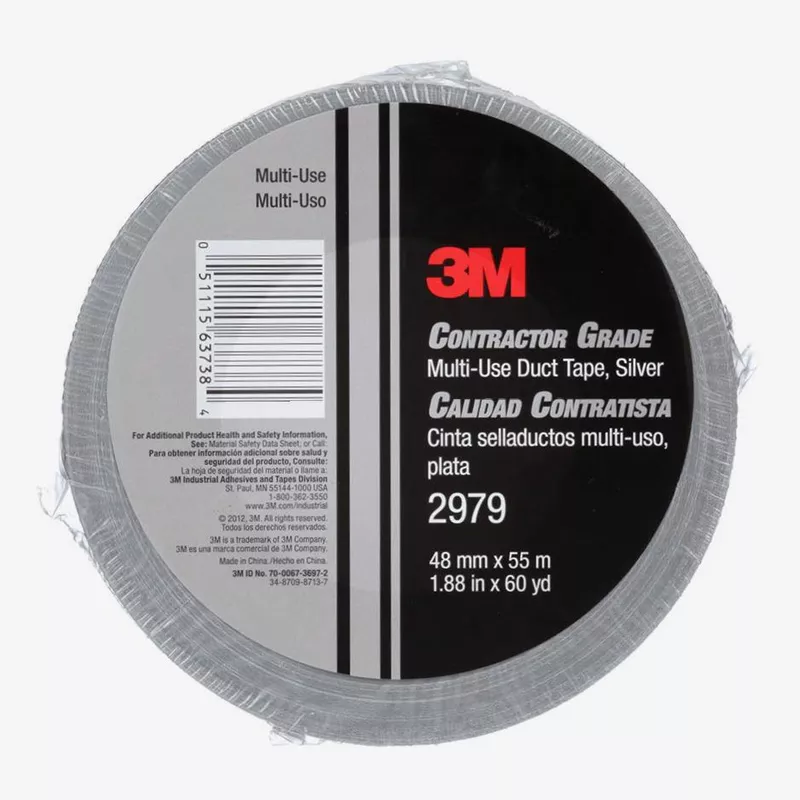 Multi-Use
Multi-Uso
0 51115 63738 4
For Additional Product Health and Safety Information,
See: Material Safety Data Sheet, or Call:
Para obtener información adicional sobre salud y
seguridad del producto, Consulte:
La hoja de seguridad del material o llame a:
3M Industrial Adhesives and Tapes Division
St. Paul, MN 55144-1000 USA
1-800-362-3550
www.3M.com/industrial
© 2012, 3M. All rights reserved.
Todos los derechos reservados.
3M is a trademark of 3M Company.
3M es una marca comercial de 3M Company.
Made in China./Hecho en China.
3M ID No. 70-0067-3697-2
34-8709-8713-7
3M
CONTRACTOR GRADE
Multi-Use Duct Tape, Silver
CALIDAD CONTRATISTA
Cinta sellaductos multi-uso,
plata
2979
48 mm x 55 m
1.88 in x 60 yd